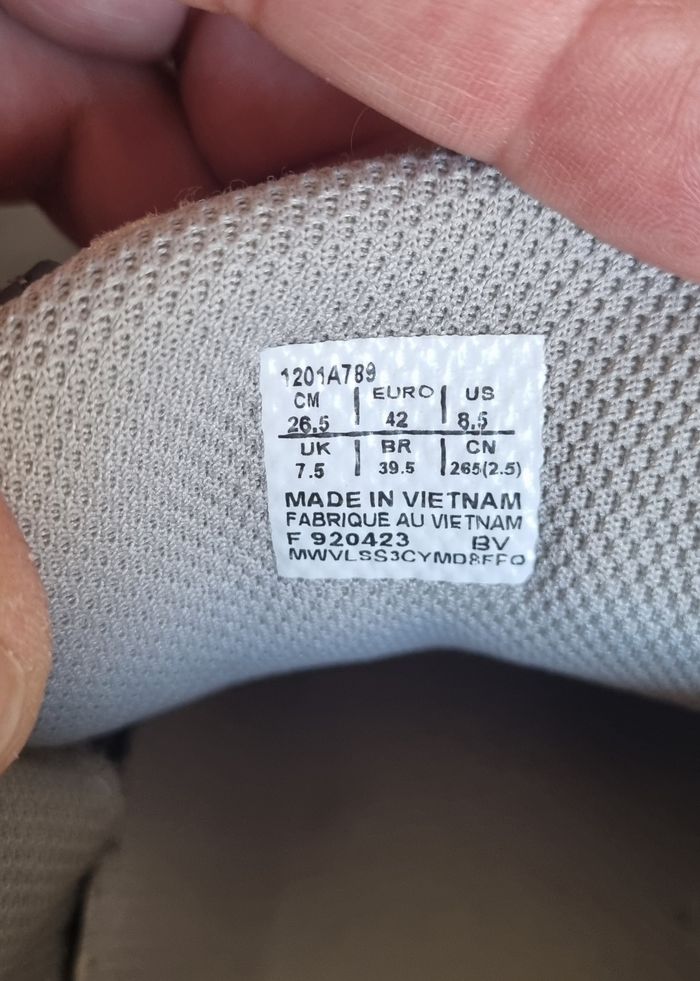 1201A789
CM | EURO | US
26.5 | 42 | 8.5
UK | BR | CN
7.5 | 39.5 | 265(2.5)
MADE IN VIETNAM
FABRIQUE AU VIETNAM
F 920423 BV
MWVLSS3CYMD8FFO